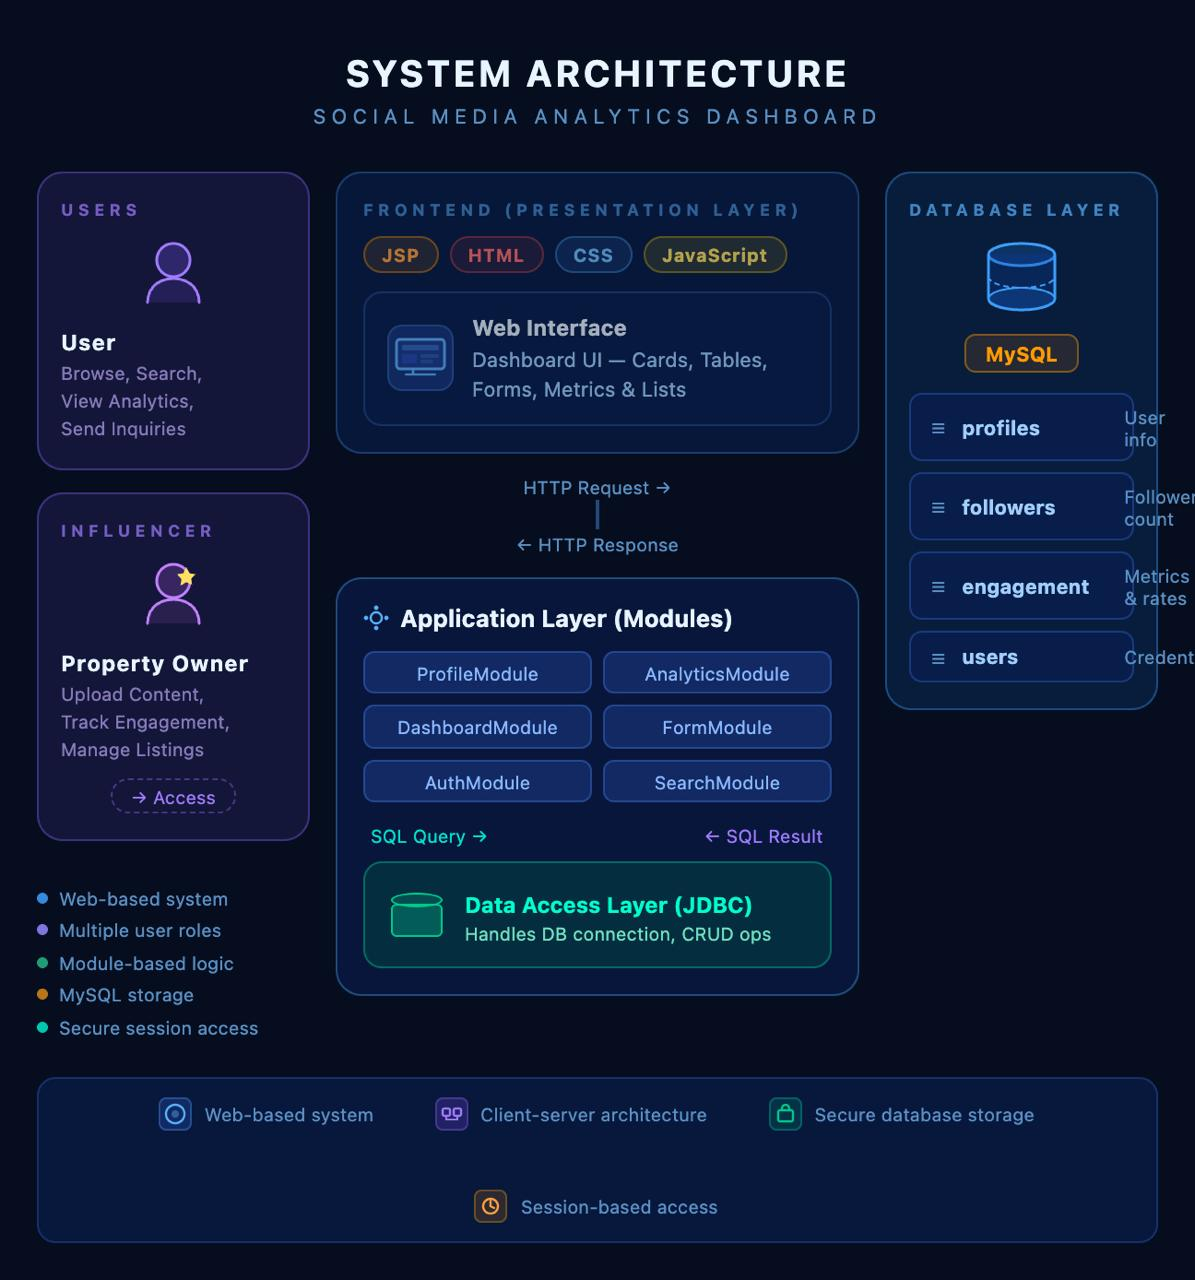 SYSTEM ARCHITECTURE
SOCIAL MEDIA ANALYTICS DASHBOARD
USERS
User
Browse, Search,
View Analytics,
Send Inquiries
INFLUENCER
Property Owner
Upload Content,
Track Engagement,
Manage Listings
→ Access
Web-based system
Multiple user roles
Module-based logic
MySQL storage
Secure session access
FRONTEND (PRESENTATION LAYER)
JSP HTML CSS JavaScript
Web Interface
Dashboard UI — Cards, Tables,
Forms, Metrics & Lists
HTTP Request →
← HTTP Response
Application Layer (Modules)
ProfileModule AnalyticsModule
DashboardModule FormModule
AuthModule SearchModule
SQL Query → ← SQL Result
Data Access Layer (JDBC)
Handles DB connection, CRUD ops
DATABASE LAYER
MySQL
profiles
User
info
followers
Follower
count
engagement
Metrics
& rates
users
Credent
Web-based system Client-server architecture Secure database storage
Session-based access